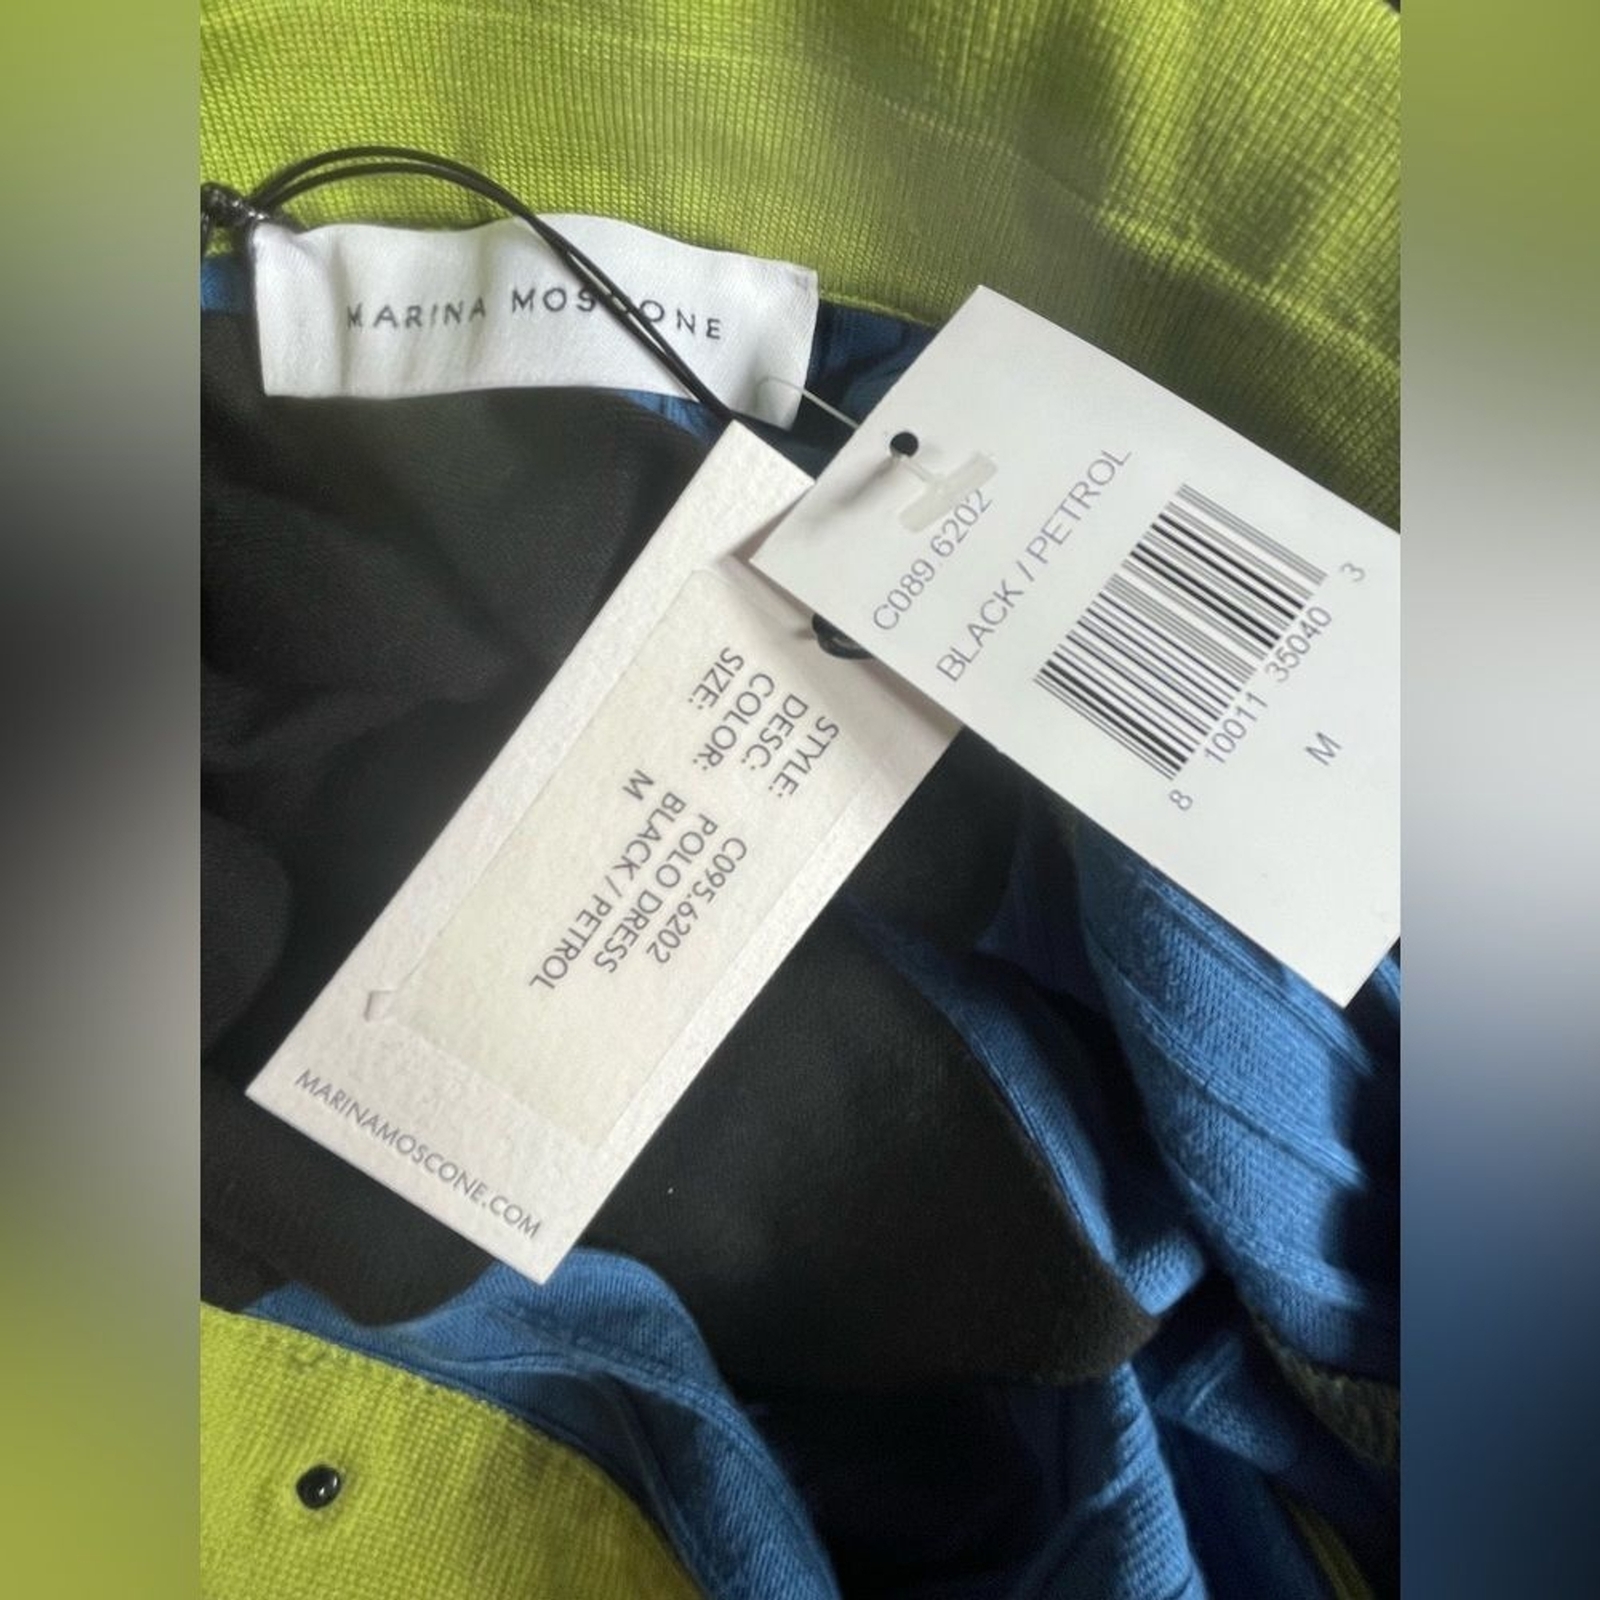 MARINA MOSCONE
C089 6202
BLACK / PETROL
8 10011 35040 3
M
STYLE: C095.6202
DESC: POLO DRESS
COLOR: BLACK / PETROL
SIZE: M
MARINAMOSCONE.COM